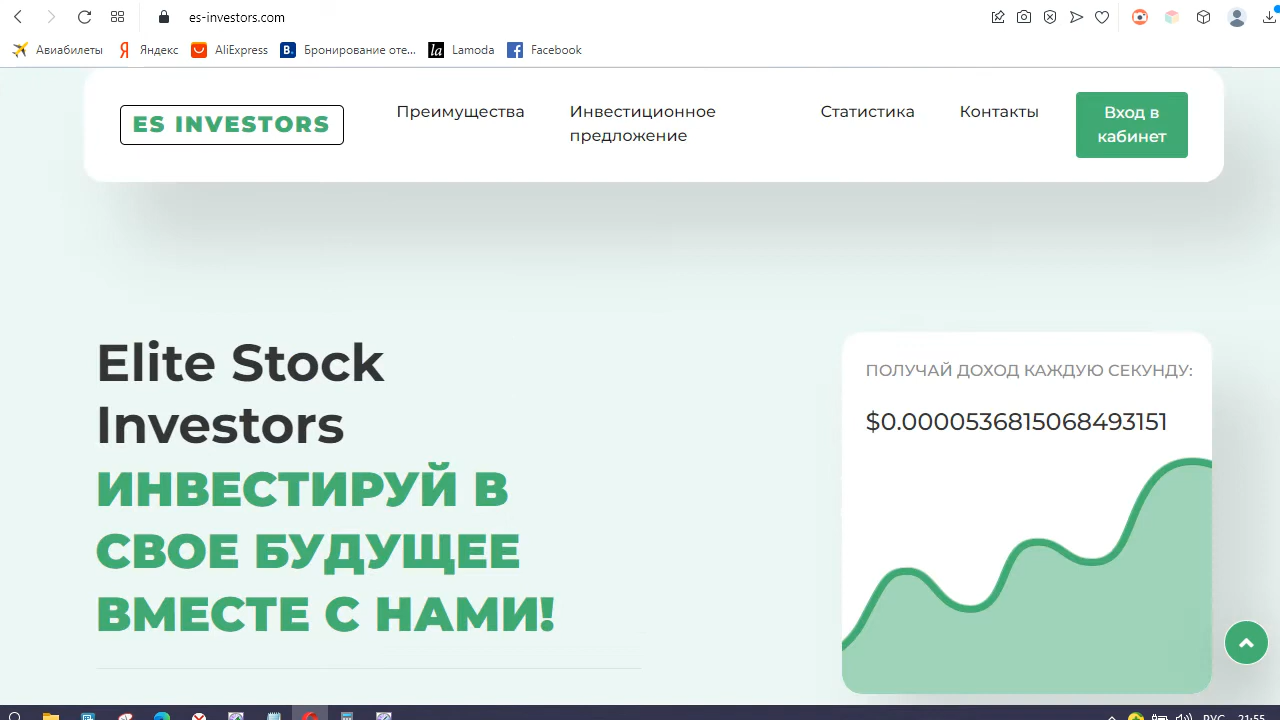 es-investors.com
Авиабилеты
Яндекс
AliExpress
B.
Бронирование оте...
la
Lamoda
Facebook
ES INVESTORS
Преимущества
Инвестиционное
предложение
Статистика
Контакты
Вход в
кабинет
Elite Stock
Investors
ИНВЕСТИРУЙ В
СВОЕ БУДУЩЕЕ
ВМЕСТЕ С НАМИ!
ПОЛУЧАЙ ДОХОД КАЖДУЮ СЕКУНДУ:
$0.0000536815068493151
РУС
21:55